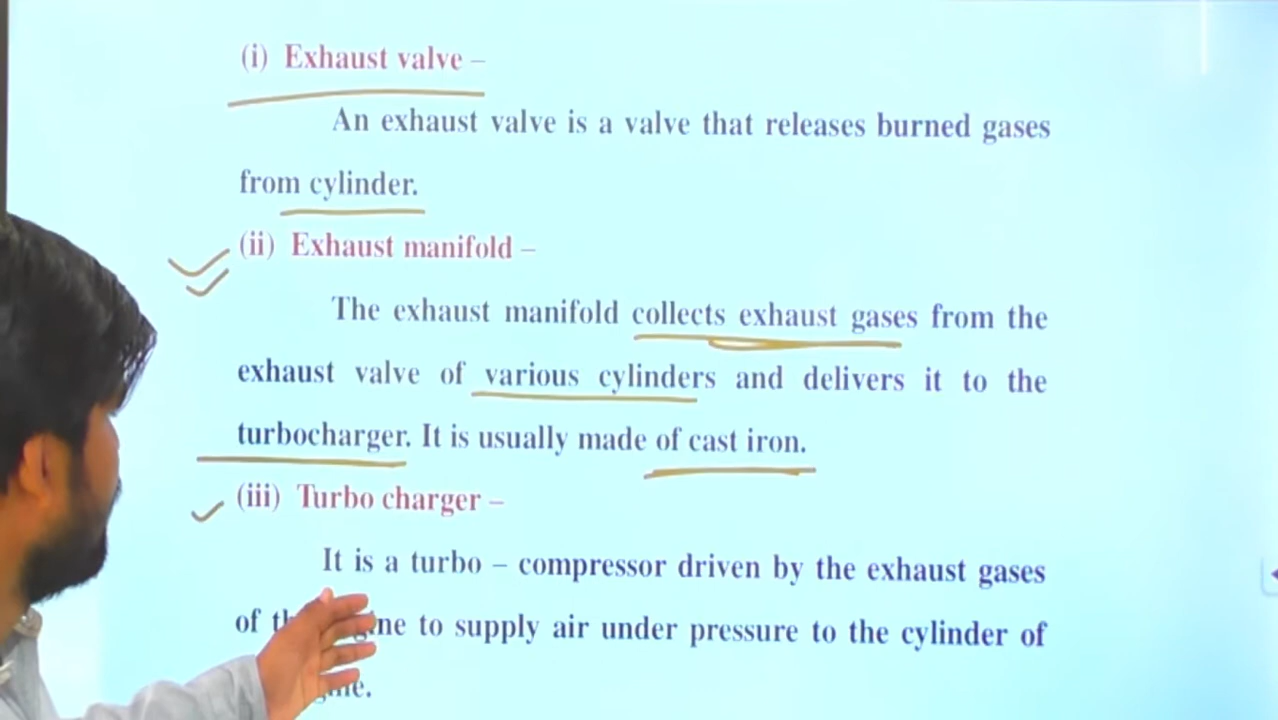 (i) Exhaust valve –
An exhaust valve is a valve that releases burned gases
from cylinder.
(ii) Exhaust manifold –
The exhaust manifold collects exhaust gases from the
exhaust valve of various cylinders and delivers it to the
turbocharger. It is usually made of cast iron.
(iii) Turbo charger –
It is a turbo – compressor driven by the exhaust gases
of to supply air under pressure to the cylinder of